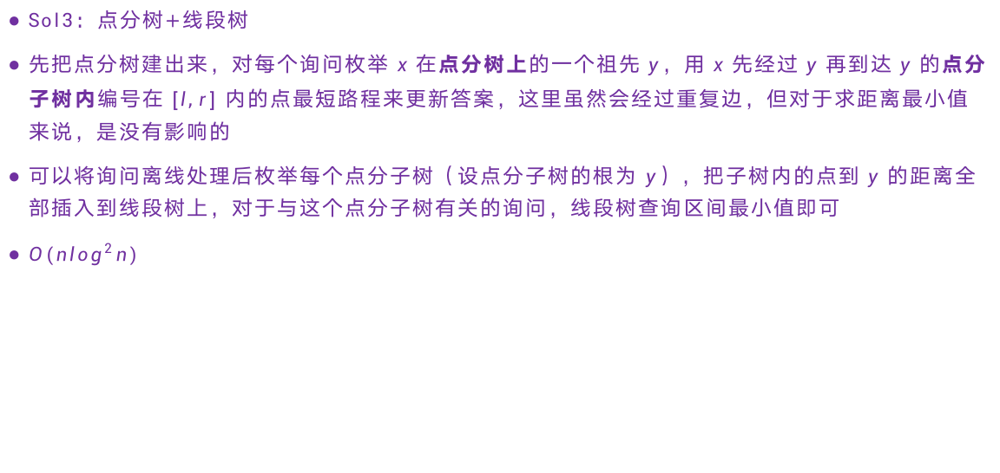 ● Sol3：点分树+线段树
● 先把点分树建出来，对每个询问枚举 x 在点分树上的一个祖先 y，用 x 先经过 y 再到达 y 的点分
子树内编号在 [l, r] 内的点最短路程来更新答案，这里虽然会经过重复边，但对于求距离最小值
来说，是没有影响的
● 可以将询问离线处理后枚举每个点分子树（设点分子树的根为 y），把子树内的点到 y 的距离全
部插入到线段树上，对于与这个点分子树有关的询问，线段树查询区间最小值即可
● O(nlog²n)